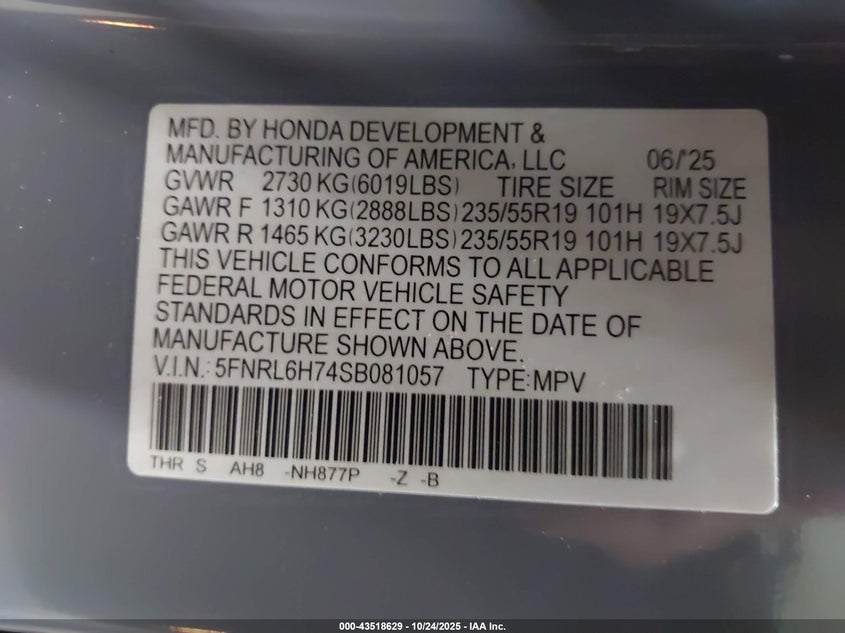 MFD. BY HONDA DEVELOPMENT &
MANUFACTURING OF AMERICA, LLC 06/'25
GVWR 2730 KG(6019LBS) TIRE SIZE RIM SIZE
GAWR F 1310 KG(2888LBS) 235/55R19 101H 19X7.5J
GAWR R 1465 KG(3230LBS) 235/55R19 101H 19X7.5J
THIS VEHICLE CONFORMS TO ALL APPLICABLE
FEDERAL MOTOR VEHICLE SAFETY
STANDARDS IN EFFECT ON THE DATE OF
MANUFACTURE SHOWN ABOVE.
V.I.N.: 5FNRL6H74SB081057 TYPE:MPV
THR S AH8 -NH877P -Z -B
000-43518629 - 10/24/2025 - IAA Inc.